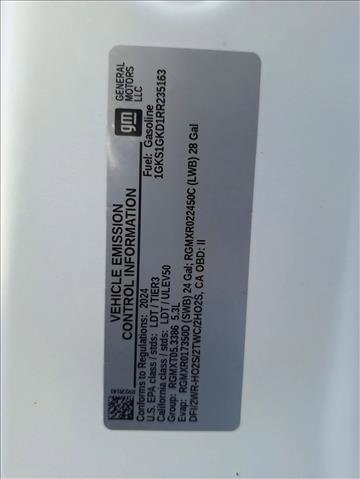 gm
GENERAL
MOTORS
LLC
Fuel: Gasoline
1GKS1GKD1RR235163
VEHICLE EMISSION
CONTROL INFORMATION
Conforms to Regulations: 2024
U.S. EPA class / stds: LDT / TIER3
California class / stds: LDT / ULEV50
Group: RGMXT05.3386 5.3L
Evap: RGMXR017350D (SWB) 24 Gal; RGMXR022450C (LWB) 28 Gal
DFI/2WR-HO2S/2TWC/2HO2S, CA OBD: II